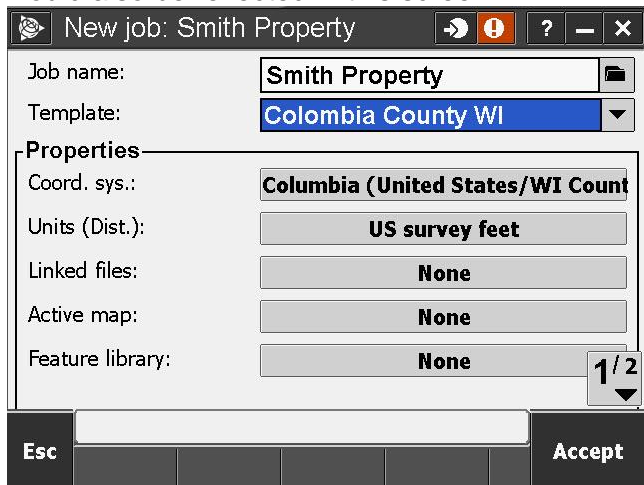 New job: Smith Property ? – ×
Job name: Smith Property
Template: Colombia County WI
Properties
Coord. sys.: Columbia (United States/WI Count
Units (Dist.): US survey feet
Linked files: None
Active map: None
Feature library: None
1/2
Esc Accept